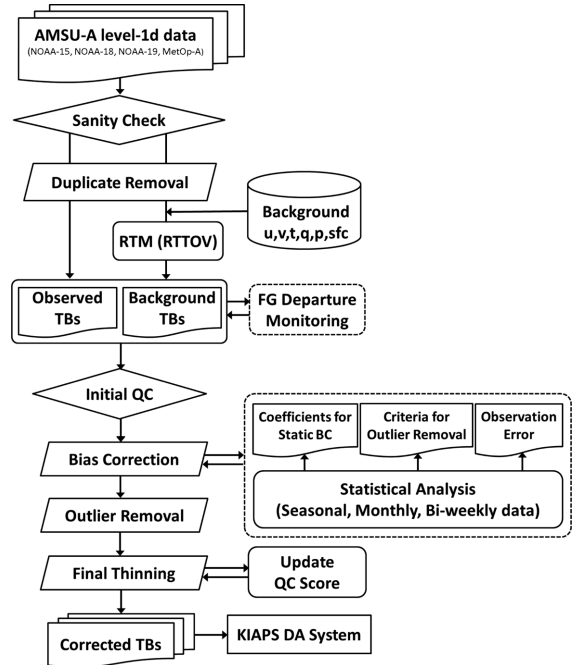 AMSU-A level-1d data
(NOAA-15, NOAA-18, NOAA-19, MetOp-A)
Sanity Check
Duplicate Removal
Background
u,v,t,q,p,sfc
RTM (RTTOV)
Observed
TBs
Background
TBs
FG Departure
Monitoring
Initial QC
Coefficients for
Static BC
Criteria for
Outlier Removal
Observation
Error
Bias Correction
Statistical Analysis
(Seasonal, Monthly, Bi-weekly data)
Outlier Removal
Final Thinning
Update
QC Score
Corrected TBs
KIAPS DA System